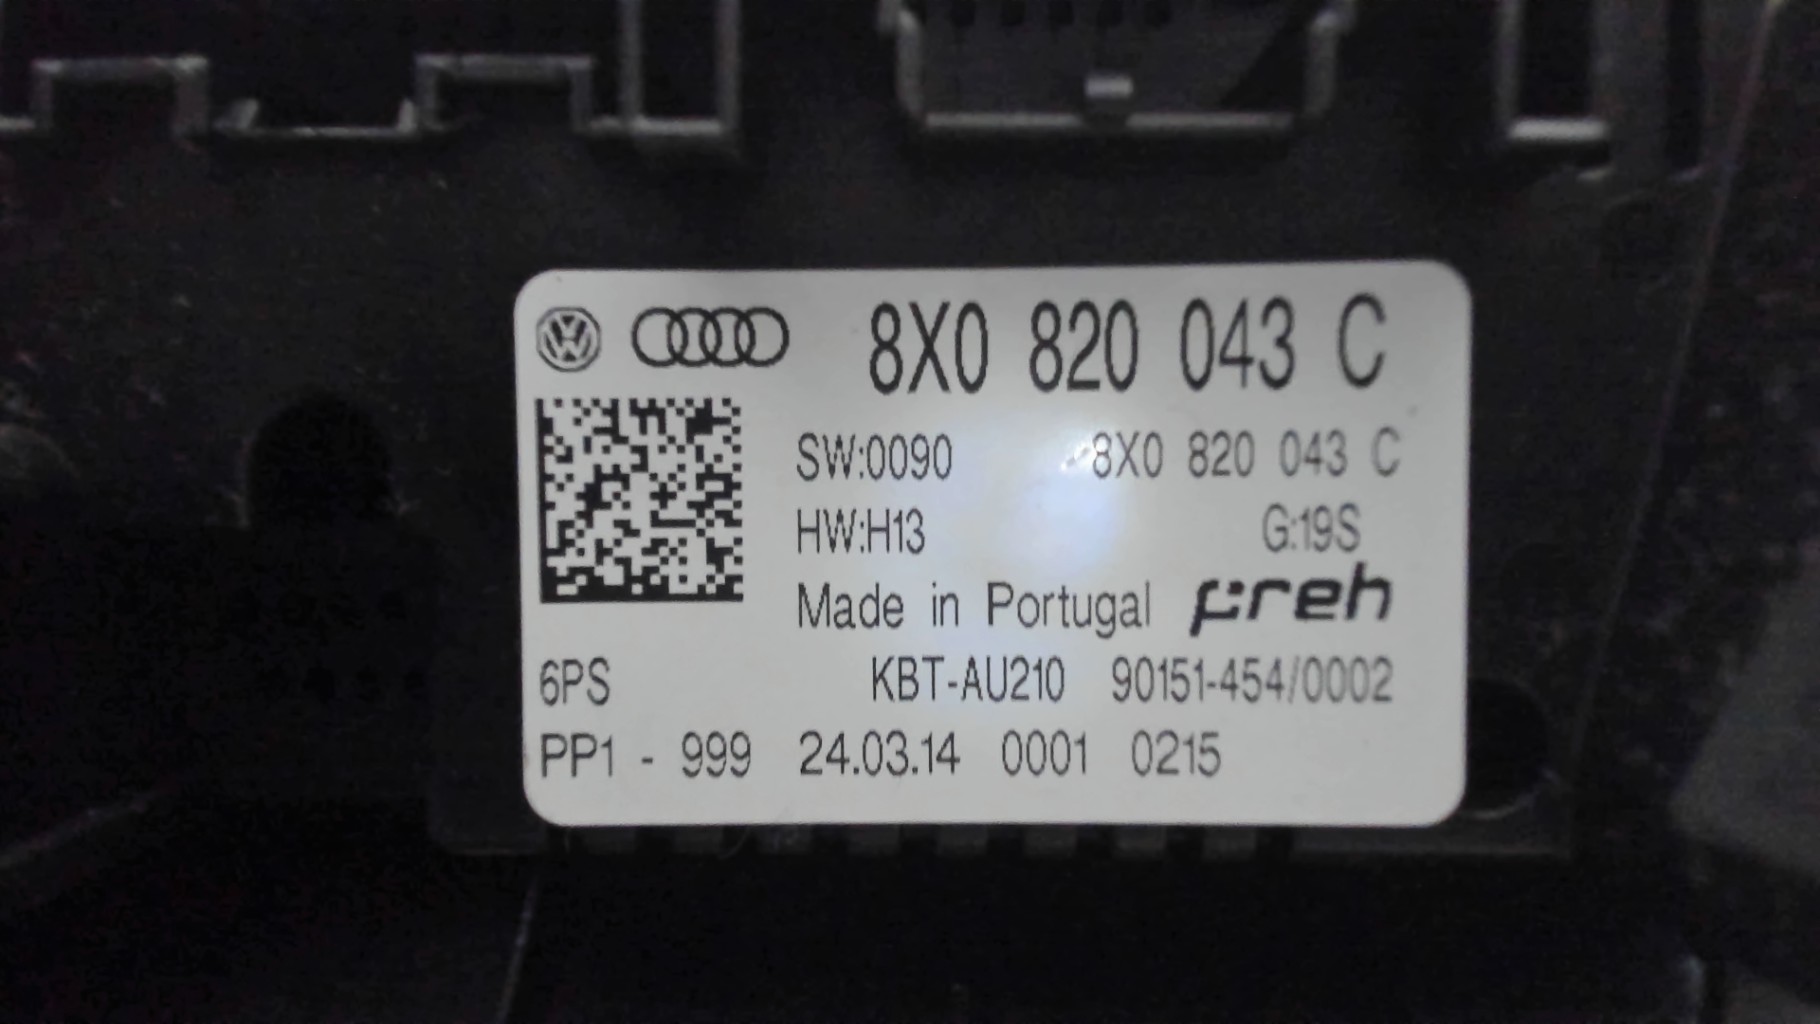 8X0 820 043 C
SW:0090 8X0 820 043 C
HW:H13 G:19S
Made in Portugal preh
6PS KBT-AU210 90151-454/0002
PP1 - 999 24.03.14 0001 0215